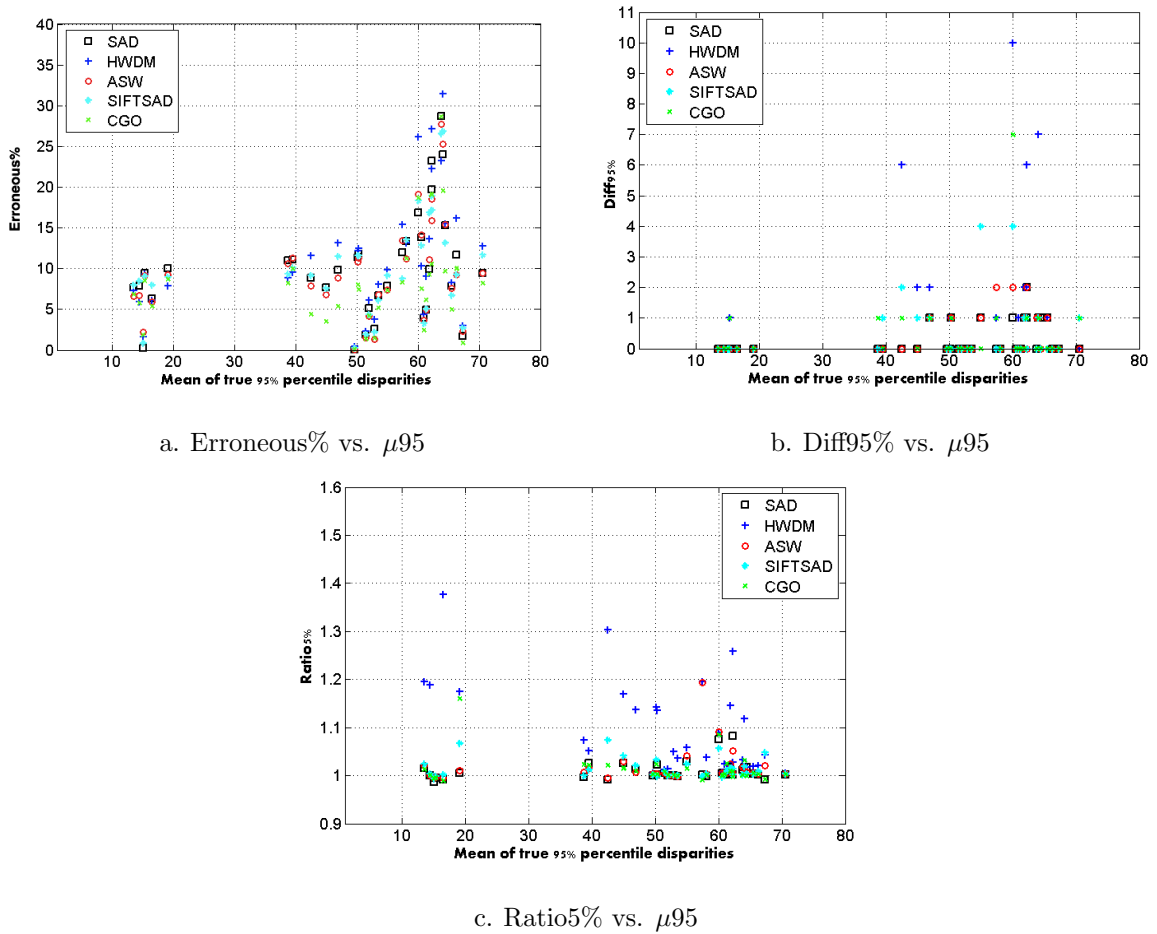 40
35
30
25
20
15
10
5
0
Erroneous%
SAD
HWDM
ASW
SIFTSAD
CGO
10 20 30 40 50 60 70 80
Mean of true 95% percentile disparities
a. Erroneous% vs. μ95
11
10
9
8
7
6
5
4
3
2
1
0
Diff95%
SAD
HWDM
ASW
SIFTSAD
CGO
10 20 30 40 50 60 70 80
Mean of true 95% percentile disparities
b. Diff95% vs. μ95
1.6
1.5
1.4
1.3
1.2
1.1
1
0.9
Ratio5%
SAD
HWDM
ASW
SIFTSAD
CGO
10 20 30 40 50 60 70 80
Mean of true 95% percentile disparities
c. Ratio5% vs. μ95